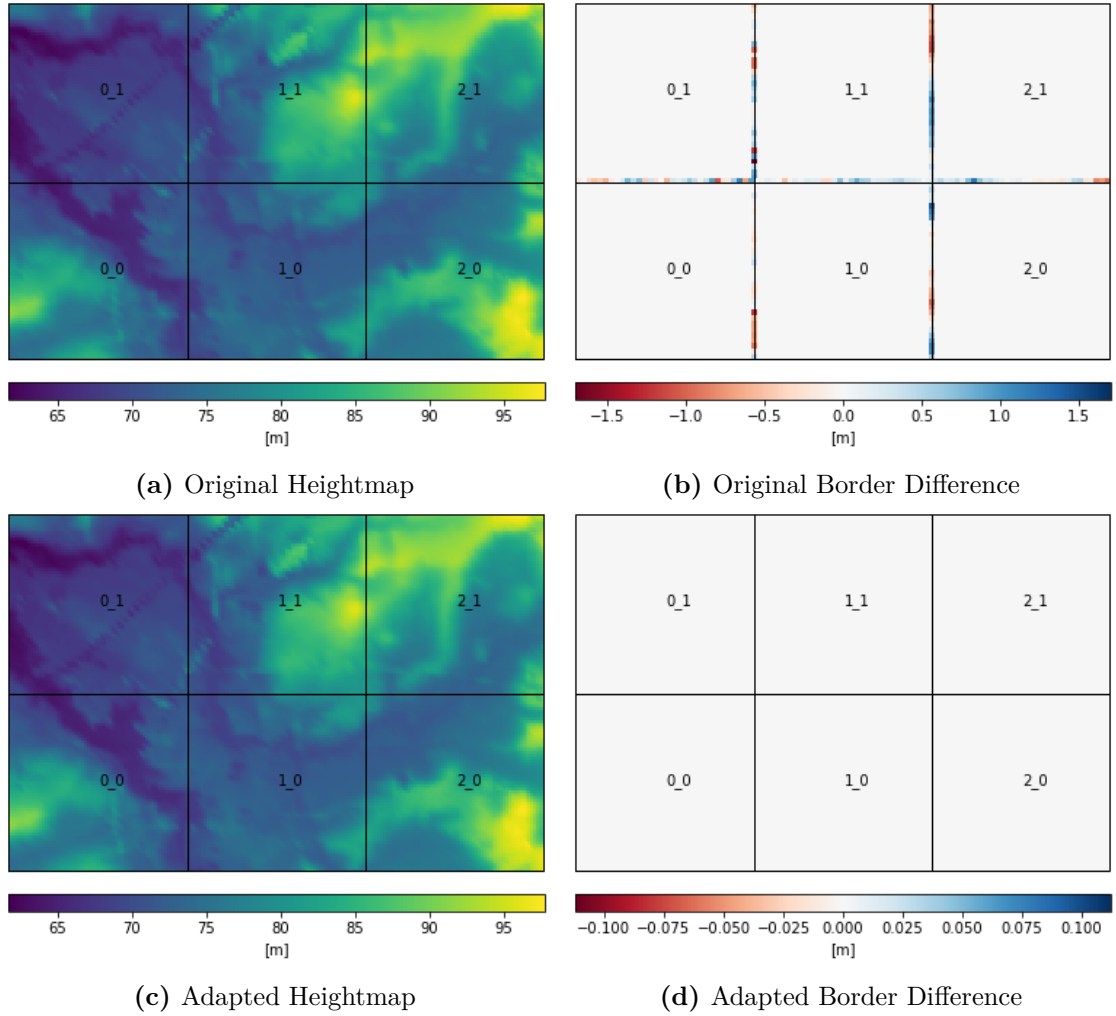 0_1 1_1 2_1 0_1 1_1 2_1
0_0 1_0 2_0 0_0 1_0 2_0
65 70 75 80 85 90 95 −1.5 −1.0 −0.5 0.0 0.5 1.0 1.5
[m] [m]
(a) Original Heightmap (b) Original Border Difference
0_1 1_1 2_1 0_1 1_1 2_1
0_0 1_0 2_0 0_0 1_0 2_0
65 70 75 80 85 90 95 −0.100 −0.075 −0.050 −0.025 0.000 0.025 0.050 0.075 0.100
[m] [m]
(c) Adapted Heightmap (d) Adapted Border Difference